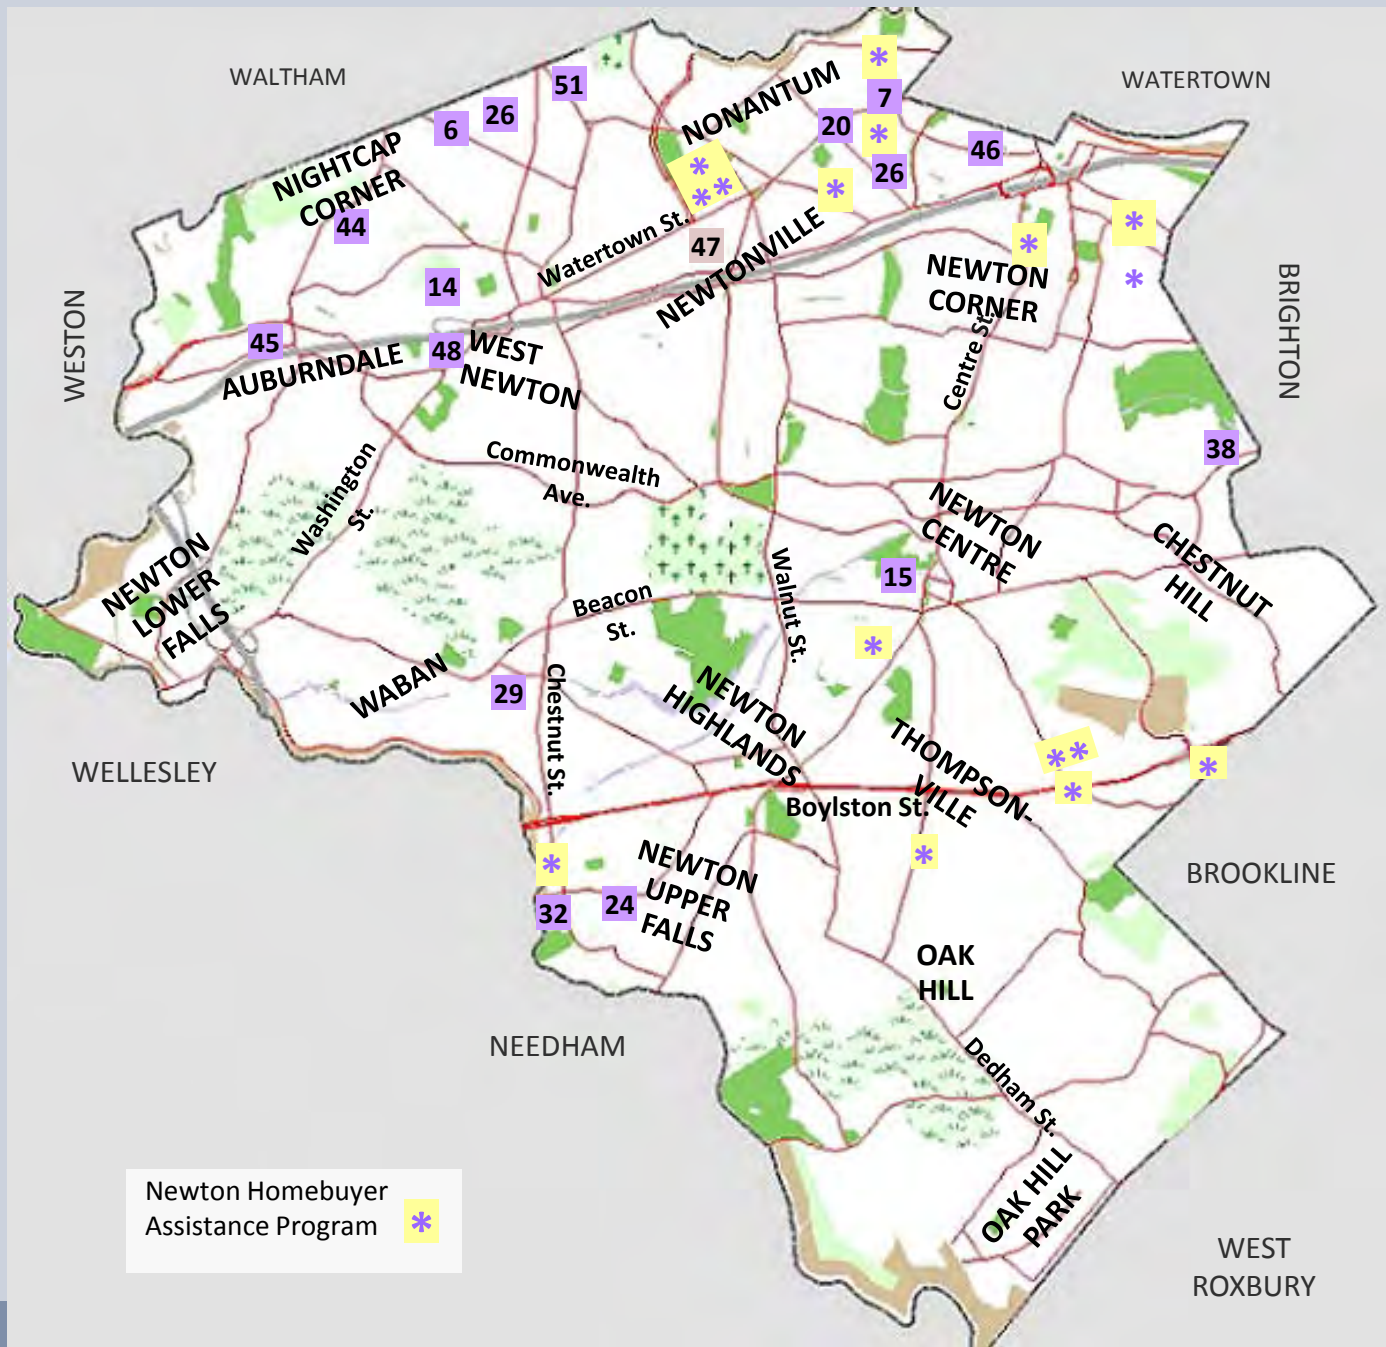 WALTHAM
WATERTOWN
51
7
NONANTUM
26
6
20
46
26
NIGHTCAP
CORNER
44
Watertown St.
47
NEWTONVILLE
NEWTON
CORNER
14
Centre St.
BRIGHTON
WESTON
45
AUBURNDALE
48
WEST
NEWTON
38
Commonwealth
Ave.
Washington
St.
NEWTON
CENTRE
15
CHESTNUT
HILL
NEWTON
LOWER
FALLS
Beacon
St.
Walnut St.
WABAN
29
Chestnut St.
NEWTON
HIGHLANDS
THOMPSON-
VILLE
WELLESLEY
Boylston St.
BROOKLINE
NEWTON
UPPER
FALLS
32
24
OAK
HILL
NEEDHAM
Dedham St.
OAK HILL
PARK
WEST
ROXBURY
Newton Homebuyer
Assistance Program *